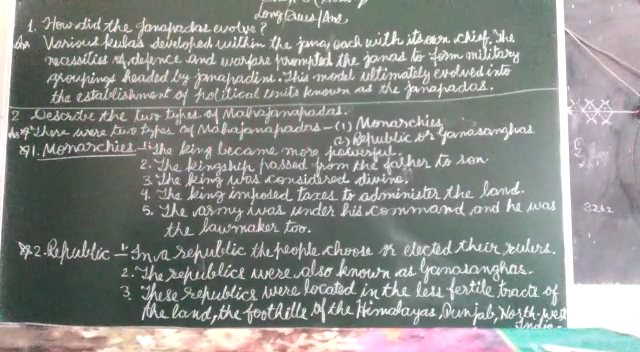 Long Ques/Ans
1. How did the Janapadas evolve?
Ans Various kulas developed within the jana, each with its own chief. The
necessities of defence and warfare prompted the janas to form military
groupings headed by janapadins. This model ultimately evolved into
the establishment of political units known as the janapadas.
2 Describe the two types of Mahajanapadas.
Ans There were two types of Mahajanapadas - (1) Monarchies
(2) Republic or Ganasanghas
1. Monarchies - 1. The king became more powerful.
2. The kingship passed from the father to son.
3. The king was considered divine.
4. The king imposed taxes to administer the land.
5. The army was under his command, and he was
the lawmaker too.
2. Republic - 1. In a republic the people choose or elected their rulers.
2. The republics were also known as Ganasanghas.
3. These republics were located in the less fertile tracts of
the land, the foothills of the Himalayas, Punjab, North-west
India.